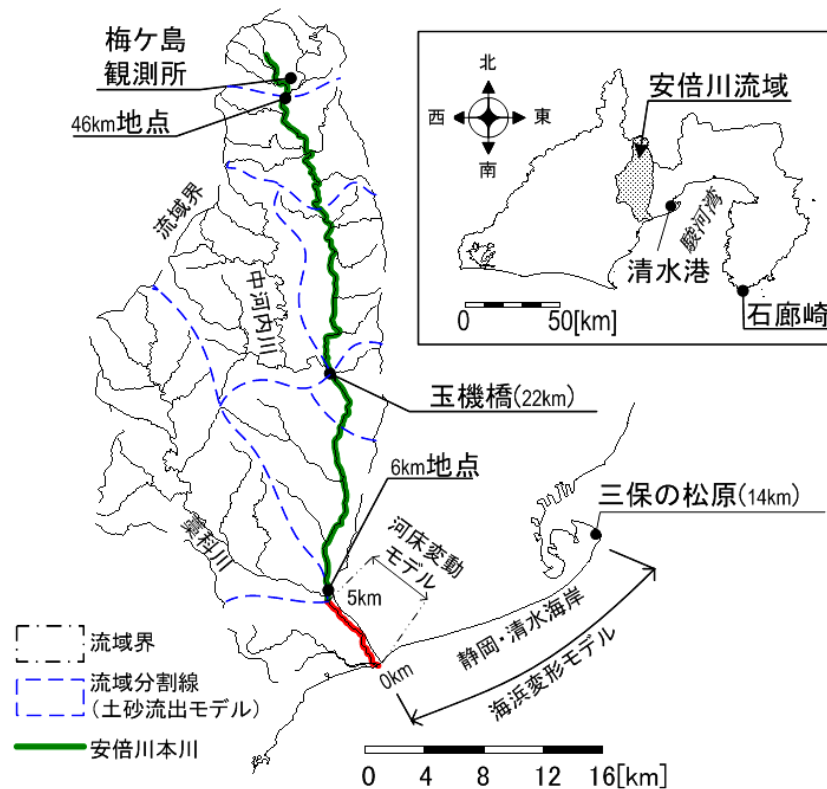 梅ケ島
観測所
46km地点
流域界
中河内川
玉機橋(22km)
6km地点
藁科川
河床変動
モデル
5km
0km
三保の松原(14km)
静岡・清水海岸
海浜変形モデル
流域界
流域分割線
(土砂流出モデル)
安倍川本川
0 4 8 12 16[km]
北
西 東
南
安倍川流域
駿河湾
清水港
石廊崎
0 50[km]